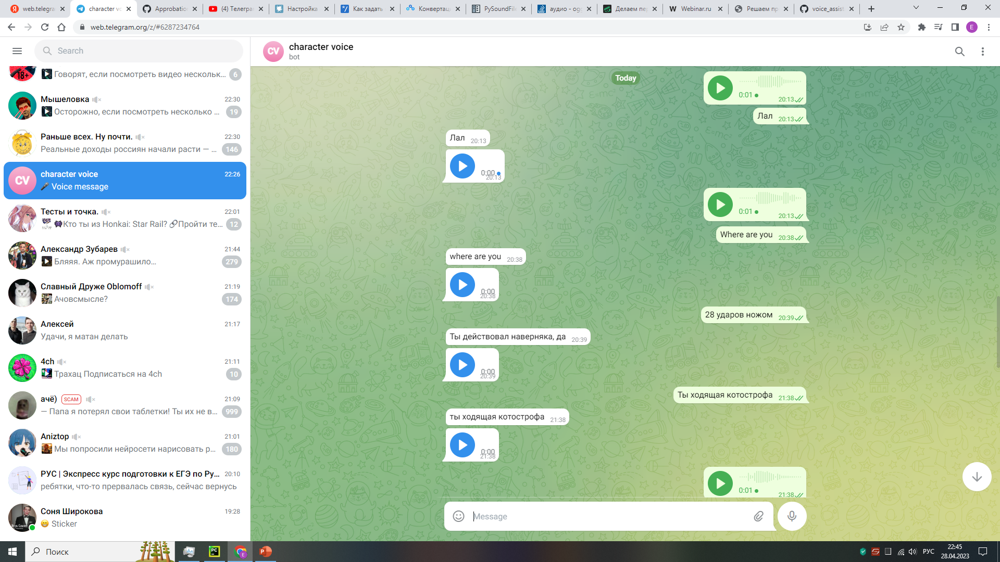 web.telegra
character vo
Approbatio
(4) Телеграм
Настройка
Как задать
Конвертац
PySoundFil
аудио - ogg
Делаем пе
Webinar.ru
Решаем пр
voice_assist
web.telegram.org/z/#6287234764
E
Search
18+
Говорят, если посмотреть видео нескольк...
6
Мышеловка
22:30
Осторожно, если посмотреть несколько ...
19
Раньше всех. Ну почти.
22:30
Реальные доходы россиян начали расти — ...
146
CV
character voice
22:26
Voice message
Тесты и точка.
22:01
Кто ты из Honkai: Star Rail? Пройти те...
12
Александр Зубарев
21:44
Бляяя. Аж промурашило...
279
Славный Друже Oblomoff
21:19
Ачовсмысле?
174
Алексей
21:17
Удачи, я матан делать
4ch
21:11
Трахац Подписаться на 4ch
10
ачё)
SCAM
21:09
— Папа я потерял свои таблетки! Ты их не в...
999
Aniztop
21:01
Мы попросили нейросети нарисовать р...
180
РУС | Экспресс курс подготовки к ЕГЭ по Ру...
20:10
ребятки, что-то прервалась связь, сейчас вернусь
Соня Широкова
19:28
Sticker
CV
character voice
bot
Today
0:01
20:13
Лал 20:13
Лал 20:13
0:00
20:13
0:01
20:13
Where are you 20:38
where are you 20:38
0:00
20:38
28 ударов ножом 20:39
Ты действовал наверняка, да 20:39
0:00
20:39
Ты ходящая котострофа 21:38
ты ходящая котострофа 21:38
0:00
21:38
0:01
21:38
Message
Поиск
РУС
22:45
28.04.2023